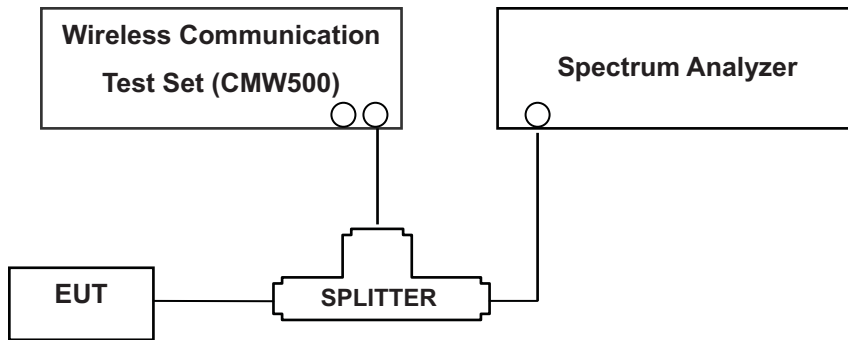 Wireless Communication
Test Set (CMW500)
Spectrum Analyzer
EUT
SPLITTER